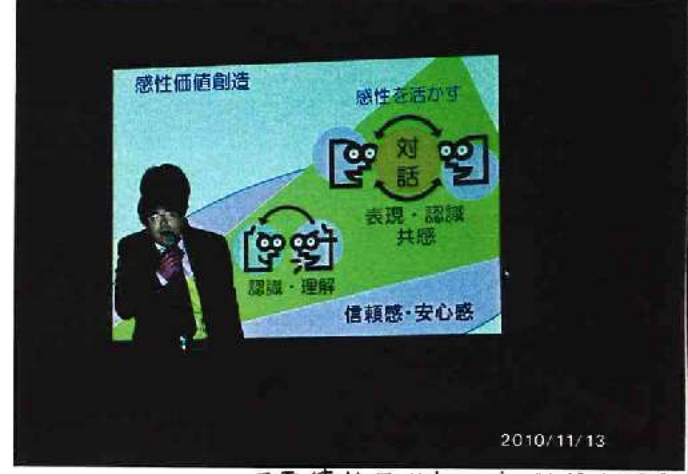 感性価値創造
感性を活かす
対
話
表現・認識
共感
認識・理解
信頼感・安心感
2010/11/13